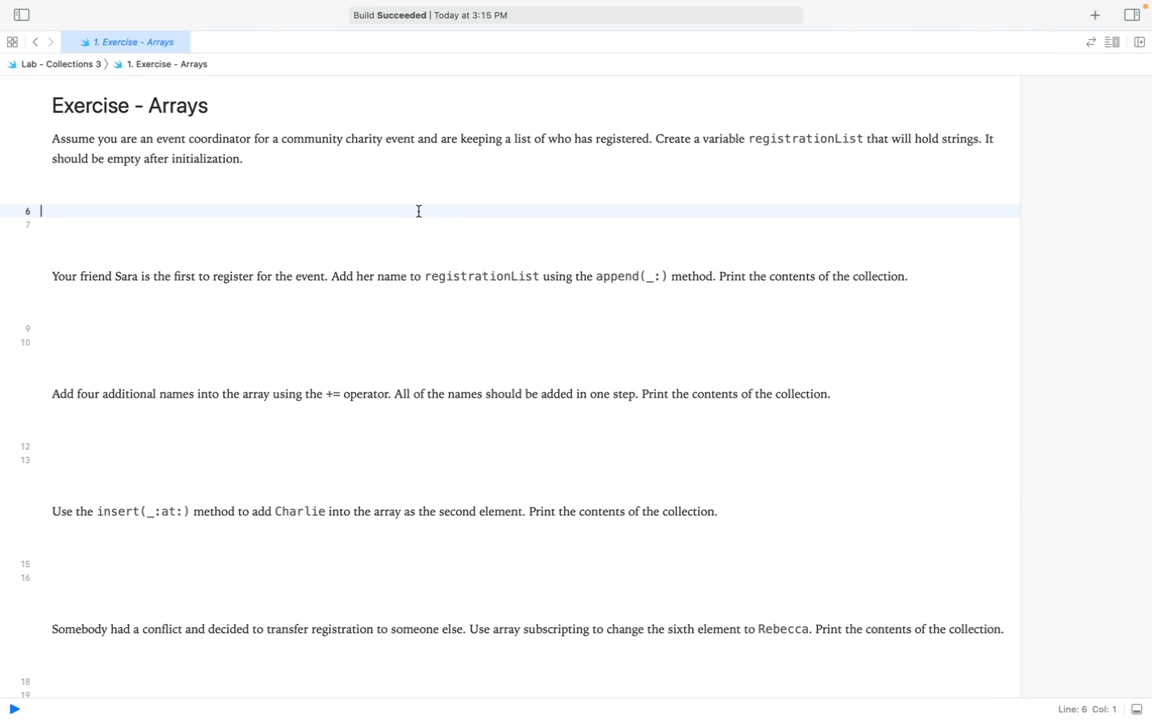 Build Succeeded | Today at 3:15 PM
1. Exercise - Arrays
Lab - Collections 3 〉 1. Exercise - Arrays
Exercise - Arrays
Assume you are an event coordinator for a community charity event and are keeping a list of who has registered. Create a variable registrationList that will hold strings. It
should be empty after initialization.
6
7
Your friend Sara is the first to register for the event. Add her name to registrationList using the append(_:) method. Print the contents of the collection.
9
10
Add four additional names into the array using the += operator. All of the names should be added in one step. Print the contents of the collection.
12
13
Use the insert(_:at:) method to add Charlie into the array as the second element. Print the contents of the collection.
15
16
Somebody had a conflict and decided to transfer registration to someone else. Use array subscripting to change the sixth element to Rebecca. Print the contents of the collection.
18
19
Line: 6 Col: 1